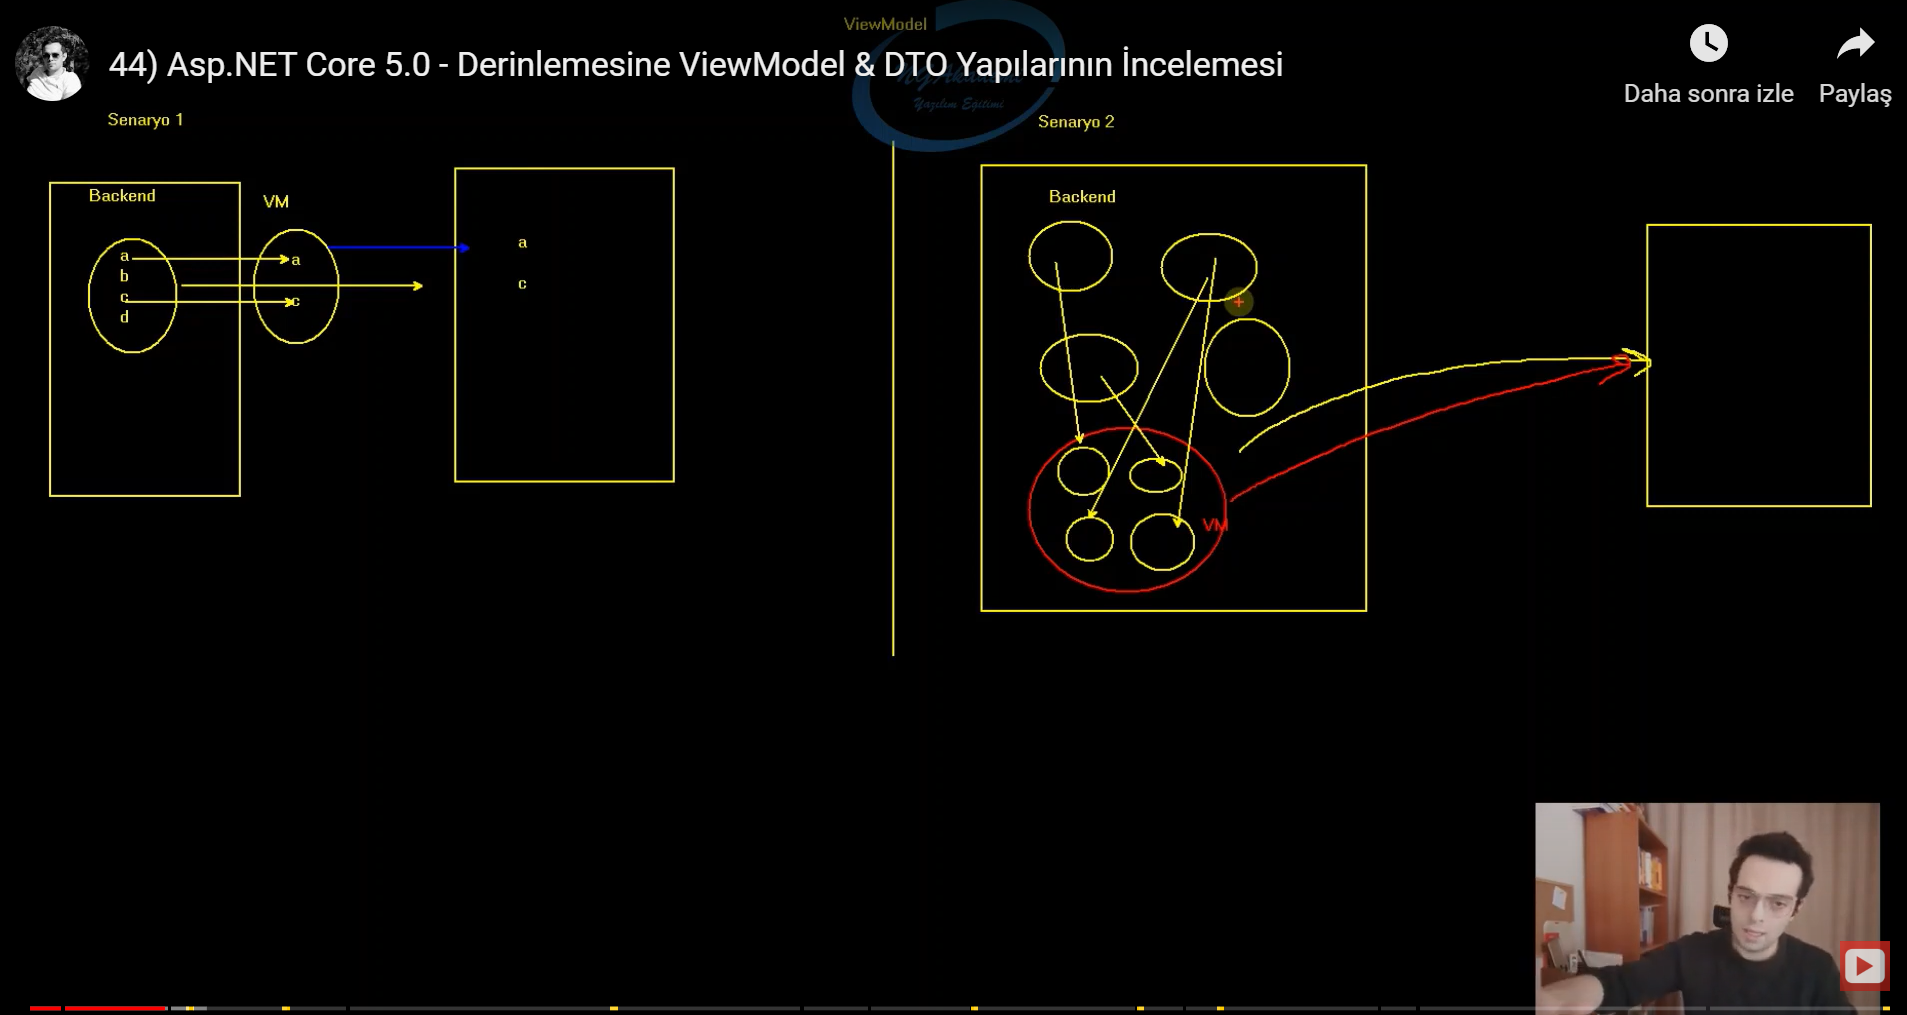 ViewModel
44) Asp.NET Core 5.0 - Derinlemesine ViewModel & DTO Yapılarının İncelemesi
Daha sonra izle
Paylaş
Yazılım Eğitimi
Senaryo 1
Senaryo 2
Backend
VM
a
b
c
d
a
c
a
c
Backend
VM